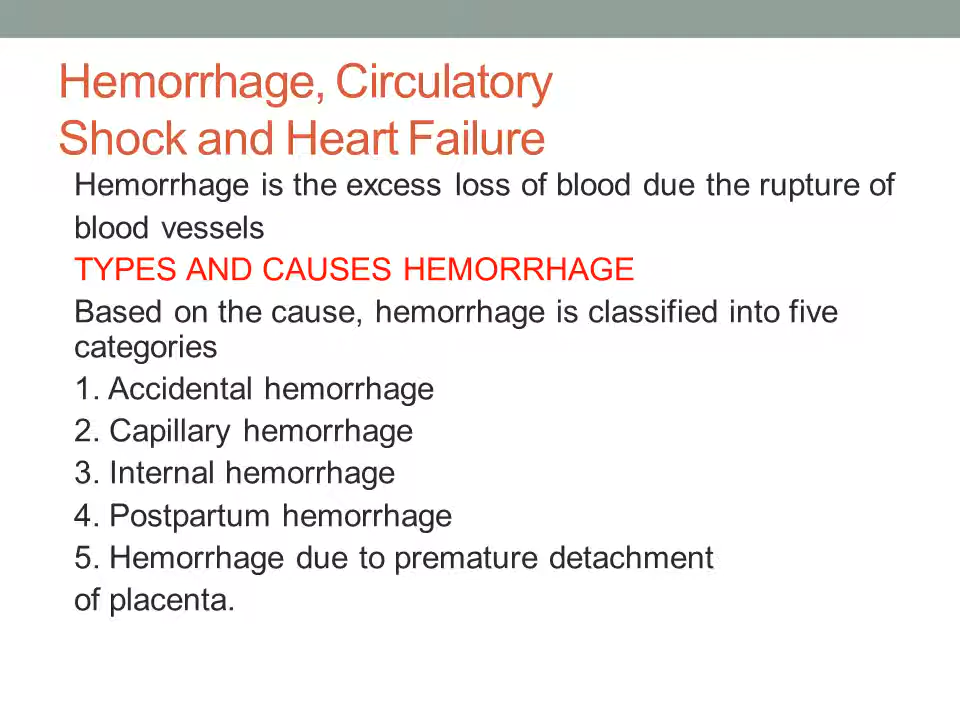 Hemorrhage, Circulatory
Shock and Heart Failure
Hemorrhage is the excess loss of blood due the rupture of
blood vessels
TYPES AND CAUSES HEMORRHAGE
Based on the cause, hemorrhage is classified into five
categories
1. Accidental hemorrhage
2. Capillary hemorrhage
3. Internal hemorrhage
4. Postpartum hemorrhage
5. Hemorrhage due to premature detachment
of placenta.